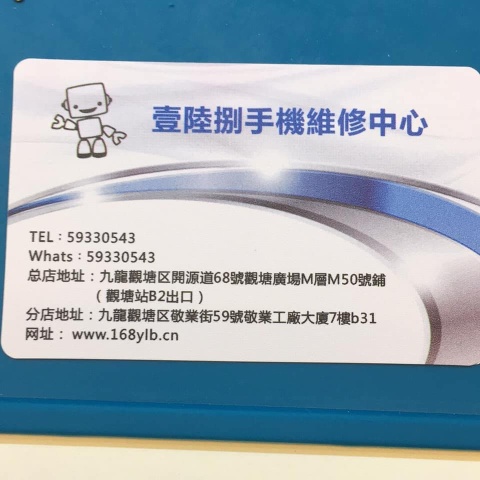 壹陸捌手機維修中心
TEL：59330543
Whats：59330543
总店地址：九龍觀塘区開源道68號觀塘廣場M層M50號鋪
（觀塘站B2出口）
分店地址：九龍觀塘区敬業街59號敬業工廠大廈7樓b31
网址： www.168ylb.cn